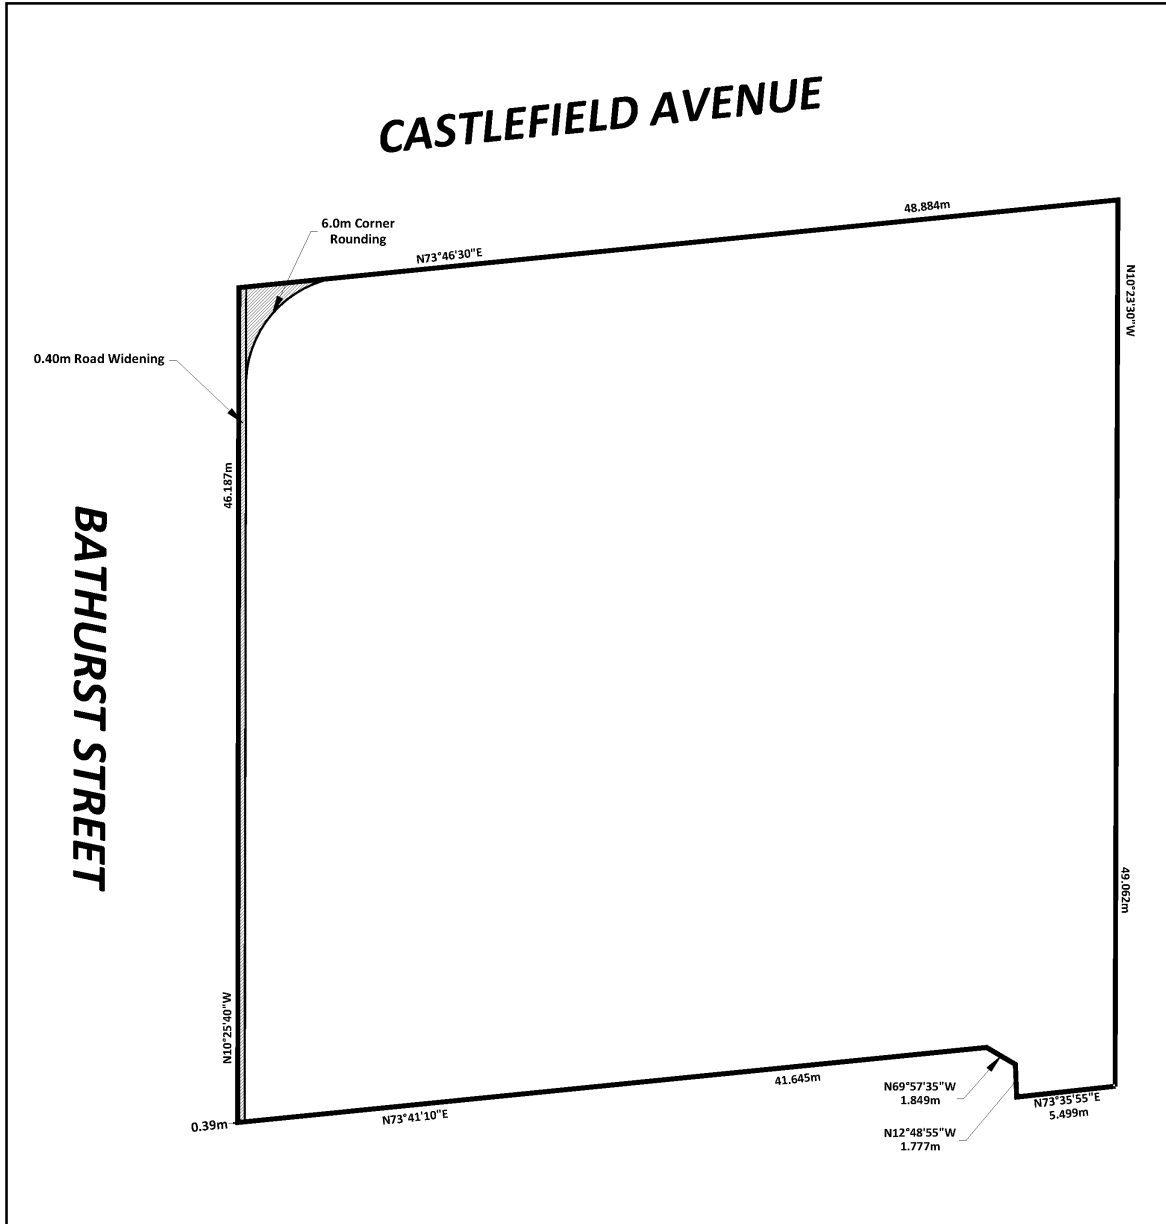 CASTLEFIELD AVENUE
48.884m
6.0m Corner
Rounding
N73°46'30"E
N10°23'30"W
0.40m Road Widening
46.187m
BATHURST STREET
49.062m
N10°25'40"W
41.645m
N69°57'35"W
1.849m
N73°35'55"E
5.499m
N73°41'10"E
0.39m
N12°48'55"W
1.777m